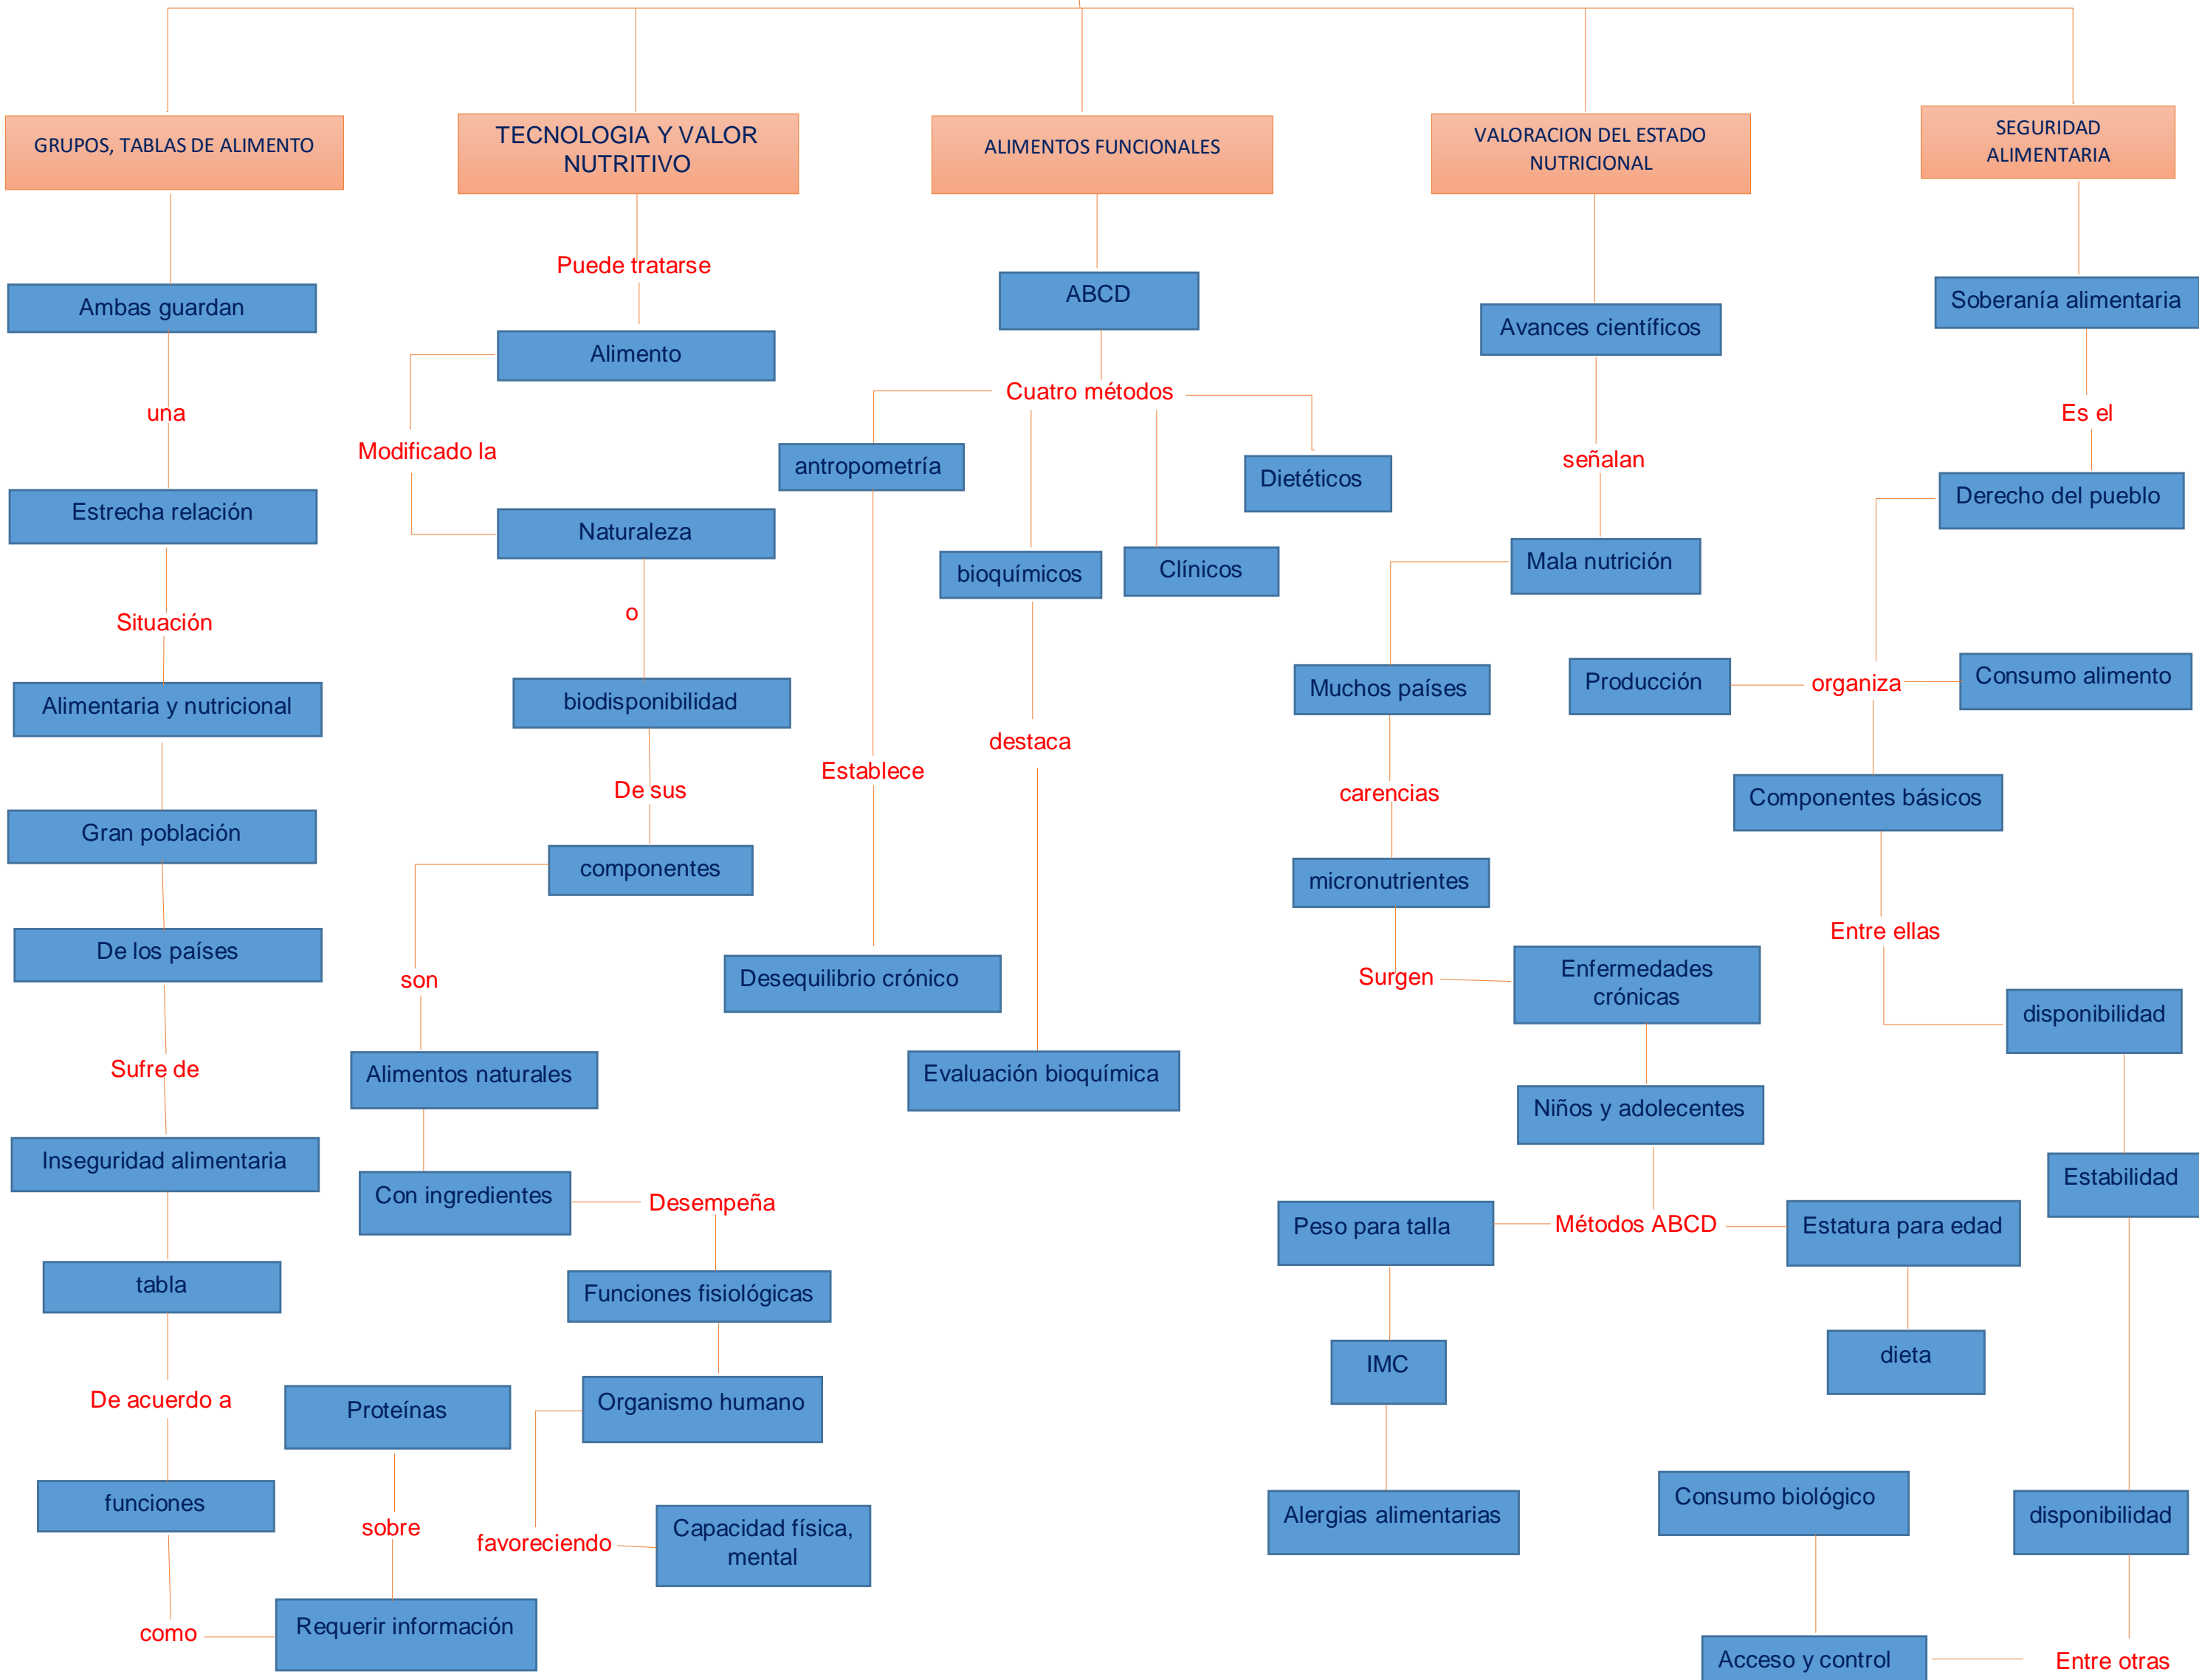 GRUPOS, TABLAS DE ALIMENTO
Ambas guardan
una
Estrecha relación
Situación
Alimentaria y nutricional
Gran población
De los países
Sufre de
Inseguridad alimentaria
tabla
De acuerdo a
funciones
como
Requerir información
sobre
Proteínas
TECNOLOGIA Y VALOR
NUTRITIVO
Puede tratarse
Alimento
Modificado la
Naturaleza
o
biodisponibilidad
De sus
componentes
son
Alimentos naturales
Con ingredientes
Desempeña
Funciones fisiológicas
Organismo humano
favoreciendo
Capacidad física,
mental
ALIMENTOS FUNCIONALES
ABCD
Cuatro métodos
antropometría
Establece
Desequilibrio crónico
bioquímicos
destaca
Evaluación bioquímica
Clínicos
Dietéticos
VALORACION DEL ESTADO
NUTRICIONAL
Avances científicos
señalan
Mala nutrición
Muchos países
carencias
micronutrientes
Surgen
Enfermedades
crónicas
Niños y adolecentes
Métodos ABCD
Peso para talla
IMC
Alergias alimentarias
Estatura para edad
dieta
SEGURIDAD
ALIMENTARIA
Soberanía alimentaria
Es el
Derecho del pueblo
organiza
Producción
Consumo alimento
Componentes básicos
Entre ellas
disponibilidad
Estabilidad
disponibilidad
Entre otras
Acceso y control
Consumo biológico